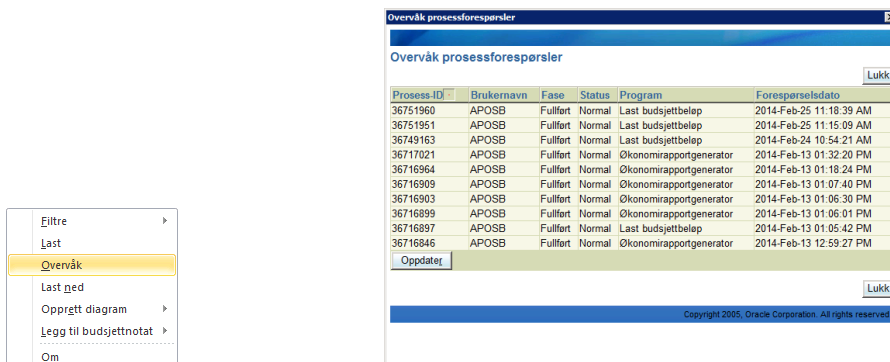 Filtre
Last
Overvåk
Last ned
Opprett diagram
Legg til budsjettnotat
Om
Overvåk prosessforespørsler
Overvåk prosessforespørsler
Lukk
Prosess-ID Brukernavn Fase Status Program Forespørselsdato
36751960 APOSB Fullført Normal Last budsjettbeløp 2014-Feb-25 11:18:39 AM
36751951 APOSB Fullført Normal Last budsjettbeløp 2014-Feb-25 11:15:09 AM
36749163 APOSB Fullført Normal Last budsjettbeløp 2014-Feb-24 10:54:21 AM
36717021 APOSB Fullført Normal Økonomirapportgenerator 2014-Feb-13 01:32:20 PM
36716964 APOSB Fullført Normal Økonomirapportgenerator 2014-Feb-13 01:18:24 PM
36716909 APOSB Fullført Normal Økonomirapportgenerator 2014-Feb-13 01:07:40 PM
36716903 APOSB Fullført Normal Økonomirapportgenerator 2014-Feb-13 01:06:30 PM
36716899 APOSB Fullført Normal Økonomirapportgenerator 2014-Feb-13 01:06:01 PM
36716897 APOSB Fullført Normal Last budsjettbeløp 2014-Feb-13 01:05:42 PM
36716846 APOSB Fullført Normal Økonomirapportgenerator 2014-Feb-13 12:59:27 PM
Oppdater
Lukk
Copyright 2005, Oracle Corporation. All rights reserved